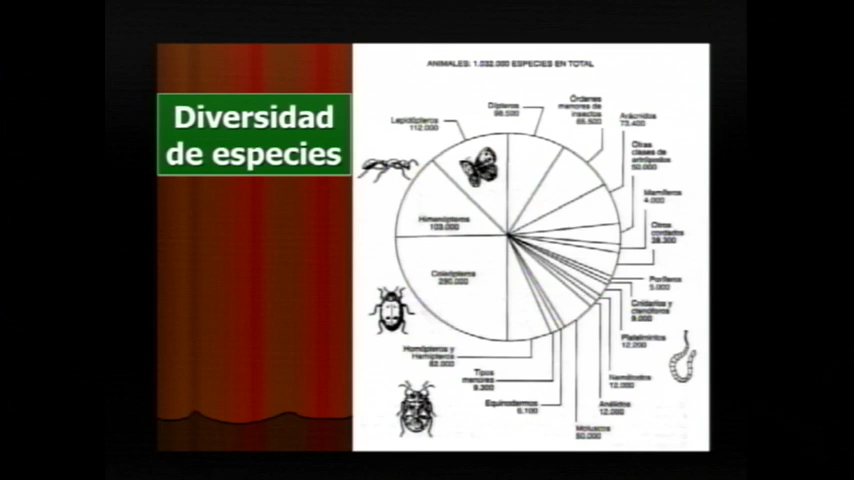 Diversidad
de especies
ANIMALES: 1.032.000 ESPECIES EN TOTAL
Lepidópteros
112.000
Dípteros
98.500
Órdenes
menores de
insectos
65.500
Arácnidos
73.400
Otras
clases de
artrópodos
50.000
Mamíferos
4.000
Otros
cordados
38.300
Poríferos
5.000
Cnidarios y
ctenóforos
9.000
Platelmintos
12.200
Nemátodos
12.000
Anélidos
12.000
Moluscos
50.000
Equinodermos
6.100
Tipos
menores
9.300
Homópteros y
Hemípteros
82.000
Coleópteros
290.000
Himenópteros
103.000